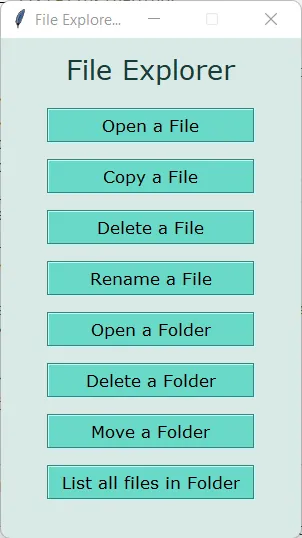 File Explore...
File Explorer
Open a File
Copy a File
Delete a File
Rename a File
Open a Folder
Delete a Folder
Move a Folder
List all files in Folder